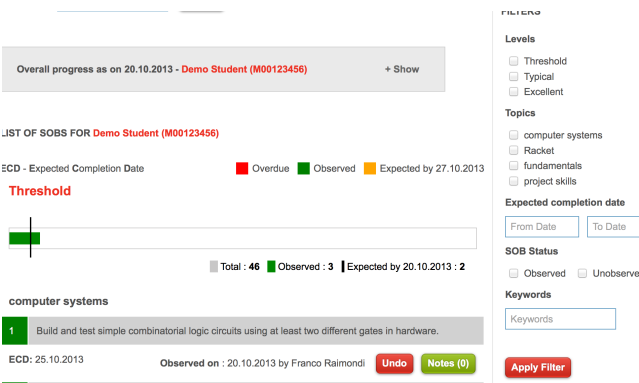 Overall progress as on 20.10.2013 - Demo Student (M00123456) + Show
LIST OF SOBS FOR Demo Student (M00123456)
ECD - Expected Completion Date
Overdue Observed Expected by 27.10.2013
Threshold
Total : 46 Observed : 3 Expected by 20.10.2013 : 2
computer systems
1 Build and test simple combinatorial logic circuits using at least two different gates in hardware.
ECD: 25.10.2013 Observed on : 20.10.2013 by Franco Raimondi Undo Notes (0)
FILTERS
Levels
Threshold
Typical
Excellent
Topics
computer systems
Racket
fundamentals
project skills
Expected completion date
From Date To Date
SOB Status
Observed Unobserve
Keywords
Keywords
Apply Filter